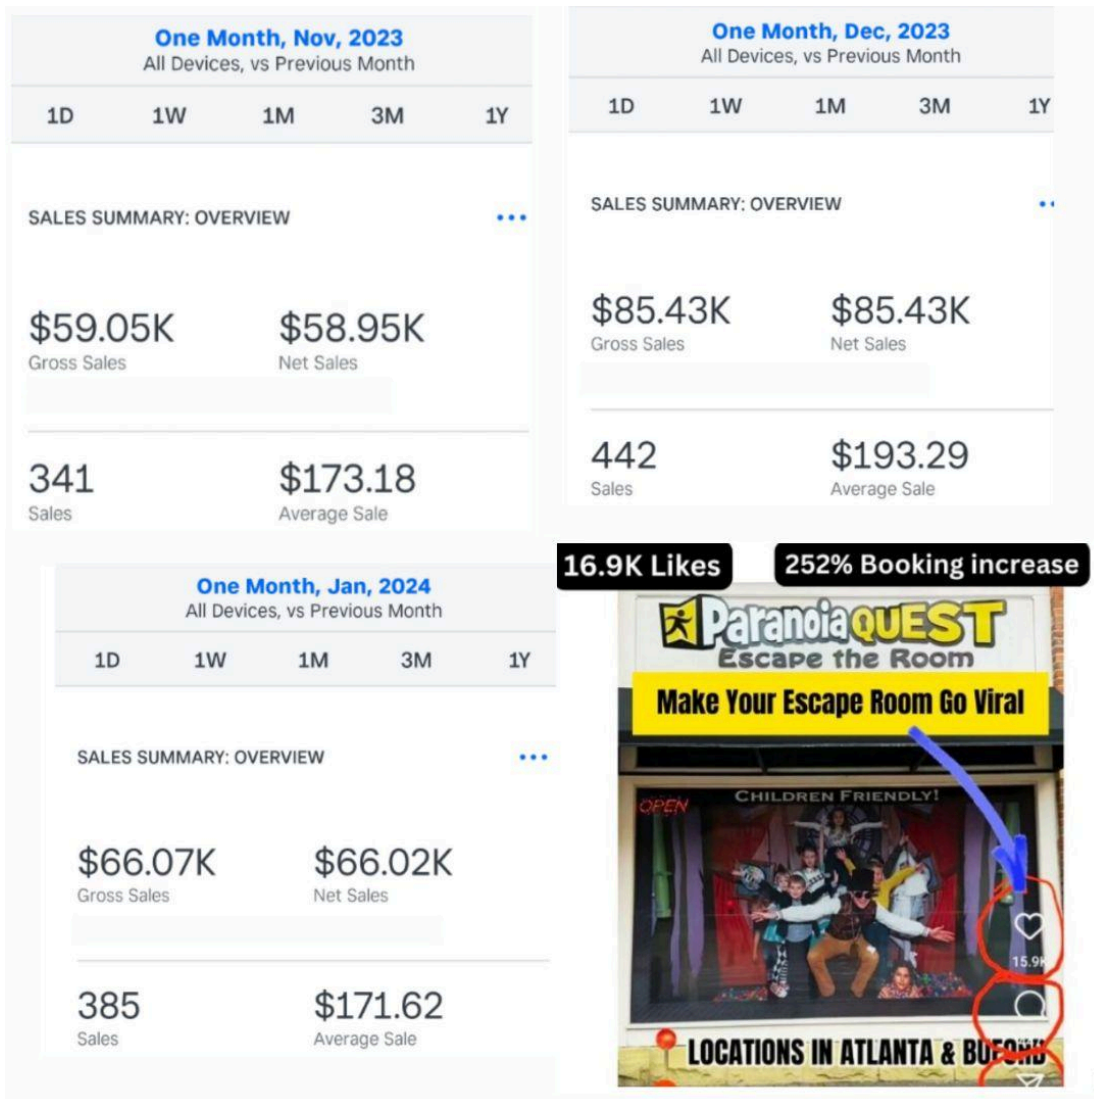 One Month, Nov, 2023
All Devices, vs Previous Month
1D 1W 1M 3M 1Y
SALES SUMMARY: OVERVIEW
$59.05K $58.95K
Gross Sales Net Sales
341 $173.18
Sales Average Sale
One Month, Dec, 2023
All Devices, vs Previous Month
1D 1W 1M 3M 1Y
SALES SUMMARY: OVERVIEW
$85.43K $85.43K
Gross Sales Net Sales
442 $193.29
Sales Average Sale
One Month, Jan, 2024
All Devices, vs Previous Month
1D 1W 1M 3M 1Y
SALES SUMMARY: OVERVIEW
$66.07K $66.02K
Gross Sales Net Sales
385 $171.62
Sales Average Sale
16.9K Likes 252% Booking increase
ParanoiaQUEST
Escape the Room
Make Your Escape Room Go Viral
CHILDREN FRIENDLY!
OPEN
15.9K
LOCATIONS IN ATLANTA & BUFORD